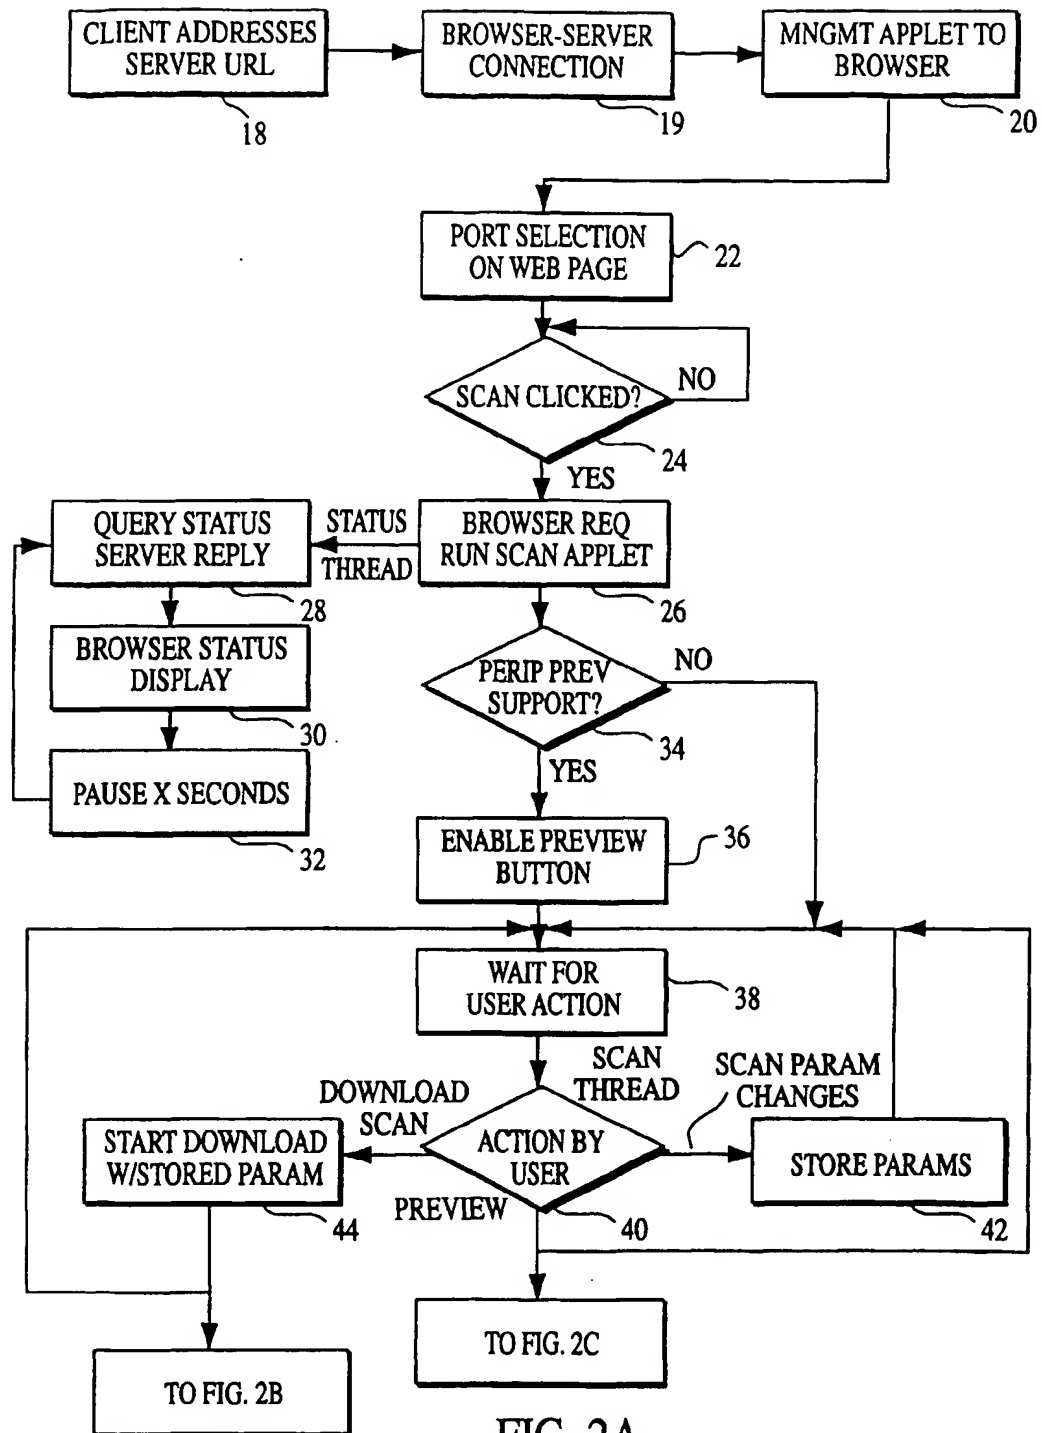 CLIENT ADDRESSES
SERVER URL
18
BROWSER-SERVER
CONNECTION
19
MNGMT APPLET TO
BROWSER
20
PORT SELECTION
ON WEB PAGE
22
SCAN CLICKED?
NO
24
YES
BROWSER REQ
RUN SCAN APPLET
26
STATUS
THREAD
QUERY STATUS
SERVER REPLY
28
BROWSER STATUS
DISPLAY
30
PAUSE X SECONDS
32
PERIP PREV
SUPPORT?
NO
34
YES
ENABLE PREVIEW
BUTTON
36
WAIT FOR
USER ACTION
38
SCAN
THREAD
SCAN PARAM
CHANGES
DOWNLOAD
SCAN
ACTION BY
USER
40
STORE PARAMS
42
START DOWNLOAD
W/STORED PARAM
44
PREVIEW
TO FIG. 2C
TO FIG. 2B
FIG. 2A